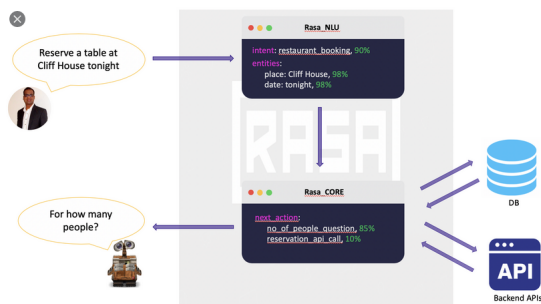 Rasa_NLU
Reserve a table at
Cliff House tonight
intent: restaurant_booking, 90%
entities:
place: Cliff House, 98%
date: tonight, 98%
RASA
Rasa_CORE
For how many
people?
next_action:
no_of_people_question, 85%
reservation_api_call, 10%
DB
API
Backend APIs